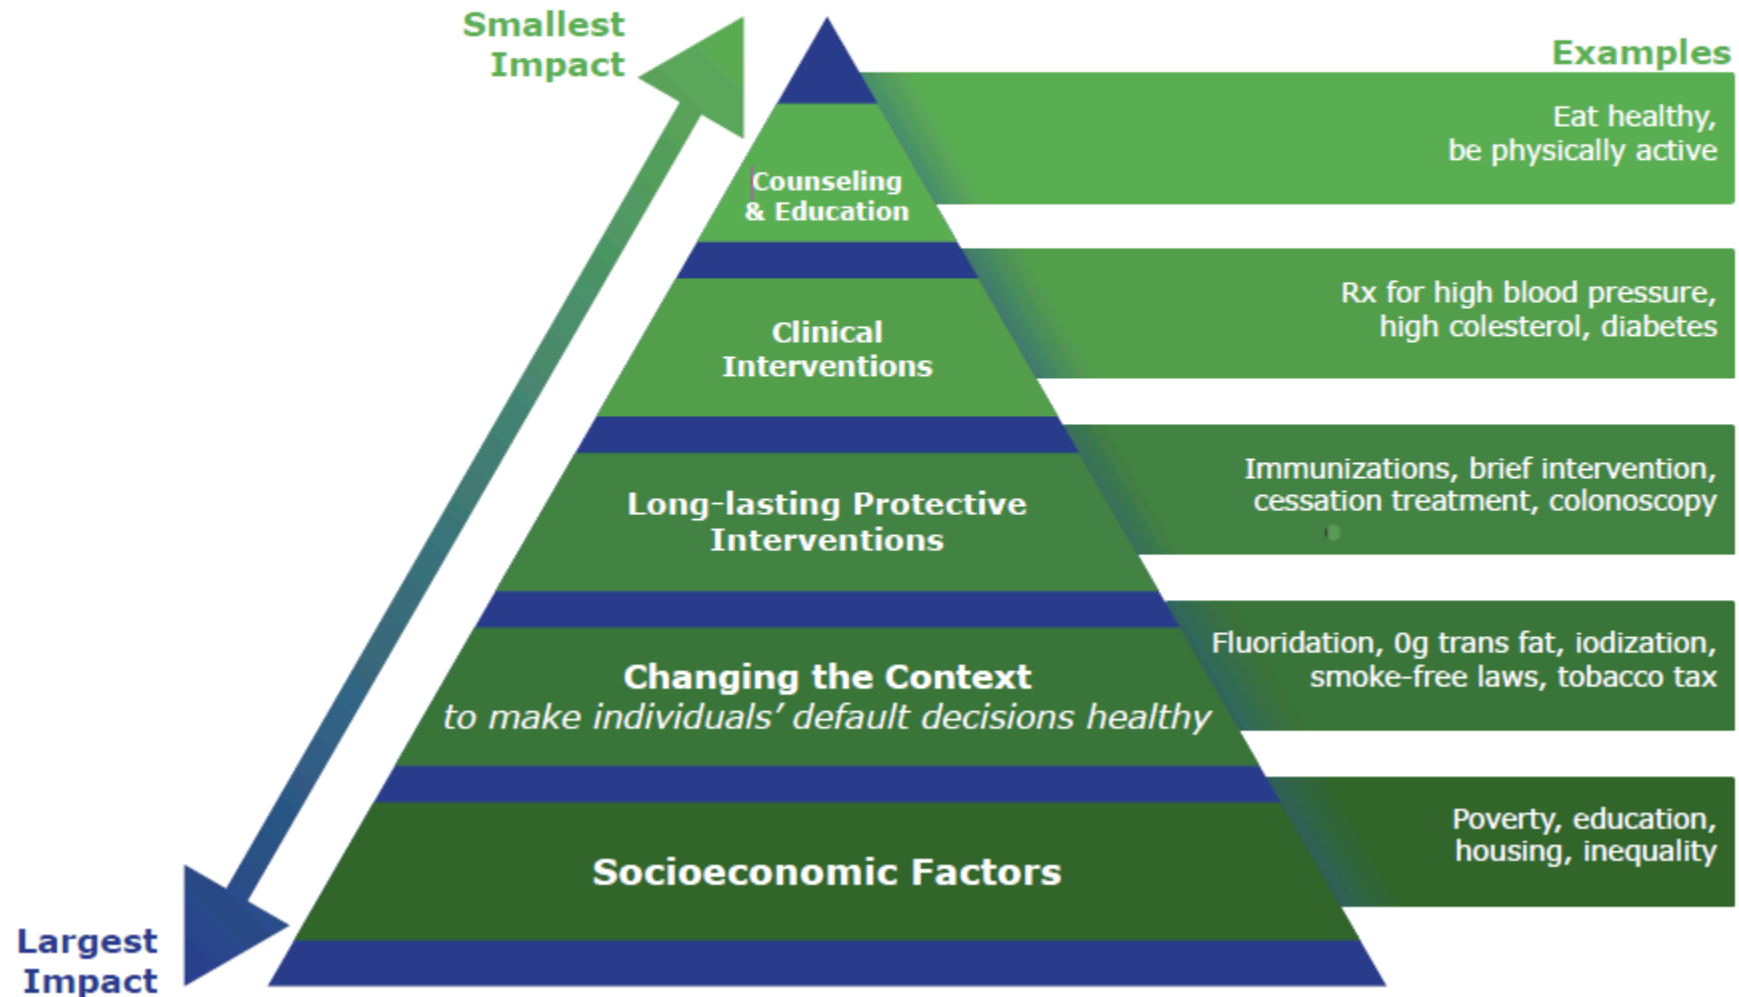 Smallest
Impact
Examples
Eat healthy,
be physically active
Counseling
& Education
Rx for high blood pressure,
high colesterol, diabetes
Clinical
Interventions
Immunizations, brief intervention,
cessation treatment, colonoscopy
Long-lasting Protective
Interventions
Fluoridation, 0g trans fat, iodization,
smoke-free laws, tobacco tax
Changing the Context
to make individuals’ default decisions healthy
Poverty, education,
housing, inequality
Socioeconomic Factors
Largest
Impact